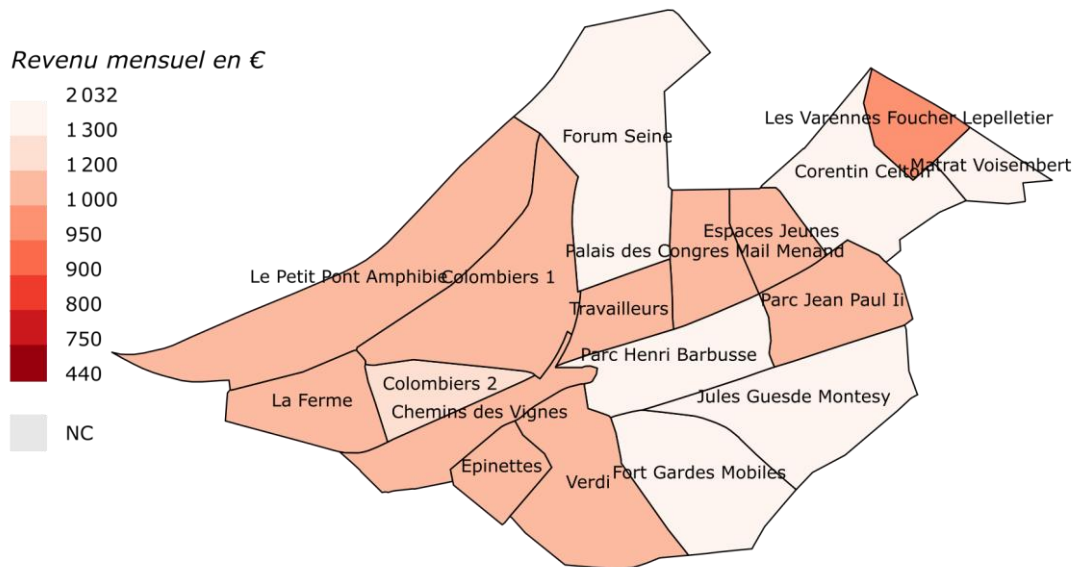 Revenu mensuel en €
2 032
1 300
1 200
1 000
950
900
800
750
440
NC
Les Varennes Foucher Lepelletier
Forum Seine
Matrat Voisembert
Corentin Celton
Espaces Jeunes
Palais des Congres Mail Menand
Le Petit Pont Amphibie
Colombiers 1
Parc Jean Paul Ii
Travailleurs
Parc Henri Barbusse
Colombiers 2
La Ferme
Jules Guesde Montesy
Chemins des Vignes
Epinettes
Fort Gardes Mobiles
Verdi